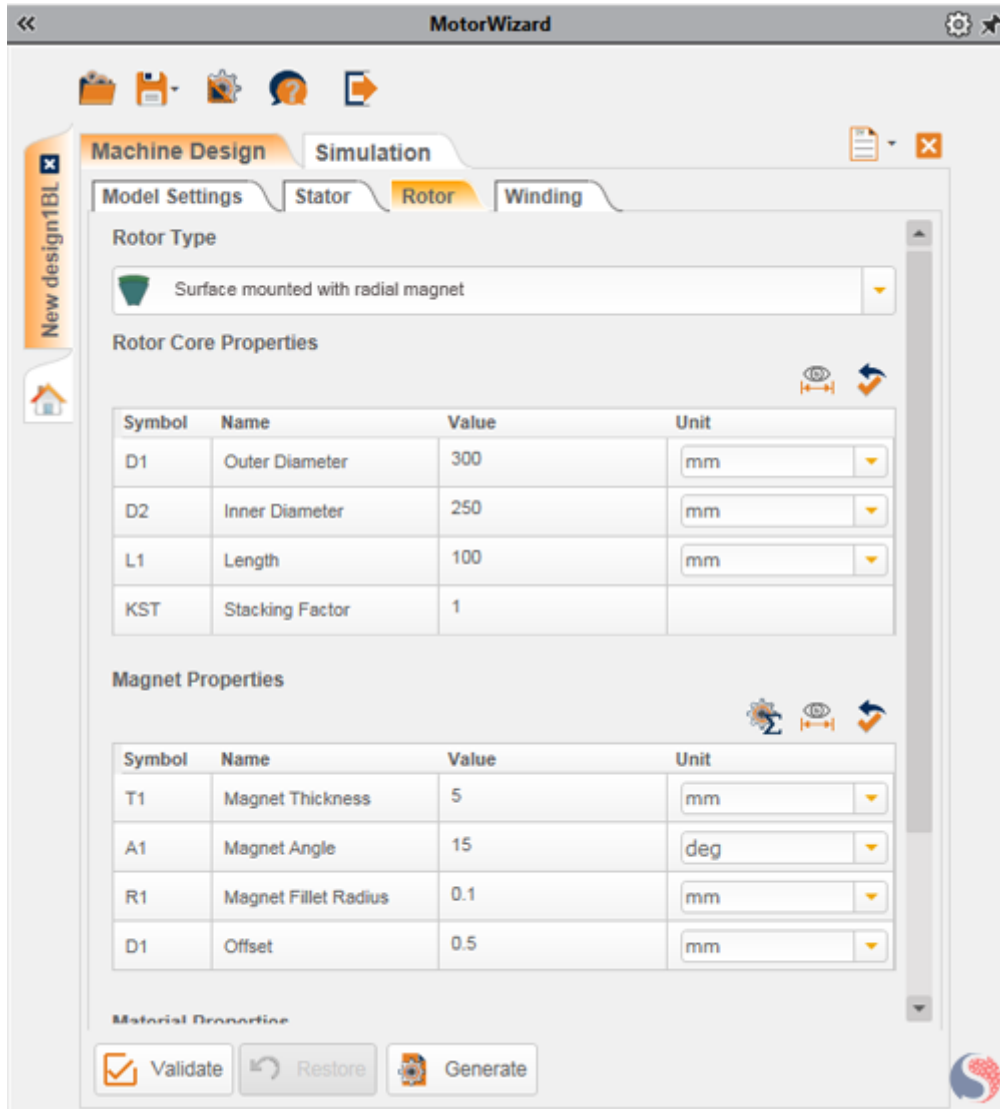 MotorWizard
New design1BL
Machine Design Simulation
Model Settings Stator Rotor Winding
Rotor Type
Surface mounted with radial magnet
Rotor Core Properties
Symbol Name Value Unit
D1 Outer Diameter 300 mm
D2 Inner Diameter 250 mm
L1 Length 100 mm
KST Stacking Factor 1
Magnet Properties
Symbol Name Value Unit
T1 Magnet Thickness 5 mm
A1 Magnet Angle 15 deg
R1 Magnet Fillet Radius 0.1 mm
D1 Offset 0.5 mm
Material Properties
Validate Restore Generate